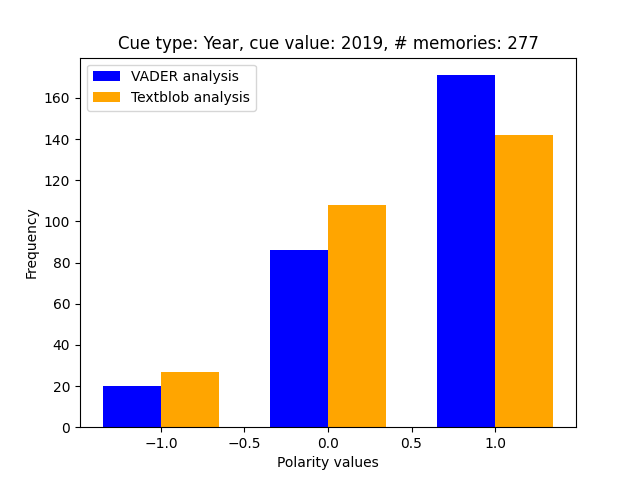 Cue type: Year, cue value: 2019, # memories: 277
VADER analysis
Textblob analysis
Frequency
160
140
120
100
80
60
40
20
0
−1.0 −0.5 0.0 0.5 1.0
Polarity values